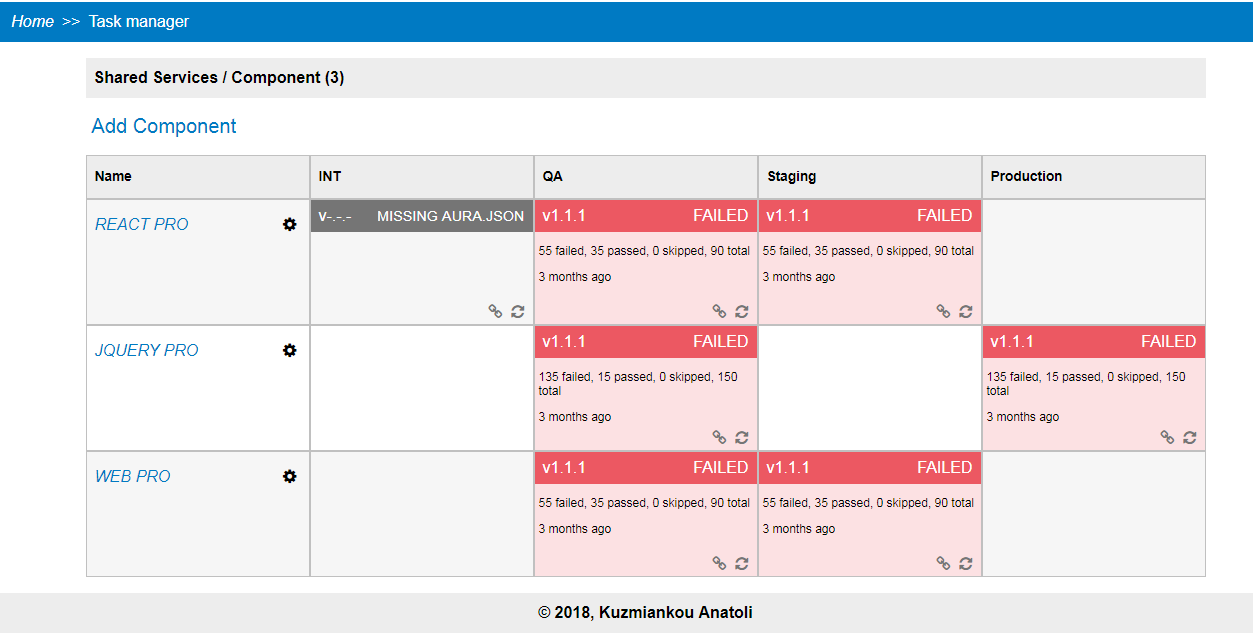 Home >> Task manager
Shared Services / Component (3)
Add Component
Name INT QA Staging Production
REACT PRO v-.-.- MISSING AURA.JSON v1.1.1 FAILED v1.1.1 FAILED
55 failed, 35 passed, 0 skipped, 90 total 55 failed, 35 passed, 0 skipped, 90 total
3 months ago 3 months ago
JQUERY PRO v1.1.1 FAILED v1.1.1 FAILED
135 failed, 15 passed, 0 skipped, 150 135 failed, 15 passed, 0 skipped, 150
total total
3 months ago 3 months ago
WEB PRO v1.1.1 FAILED v1.1.1 FAILED
55 failed, 35 passed, 0 skipped, 90 total 55 failed, 35 passed, 0 skipped, 90 total
3 months ago 3 months ago
© 2018, Kuzmiankou Anatoli